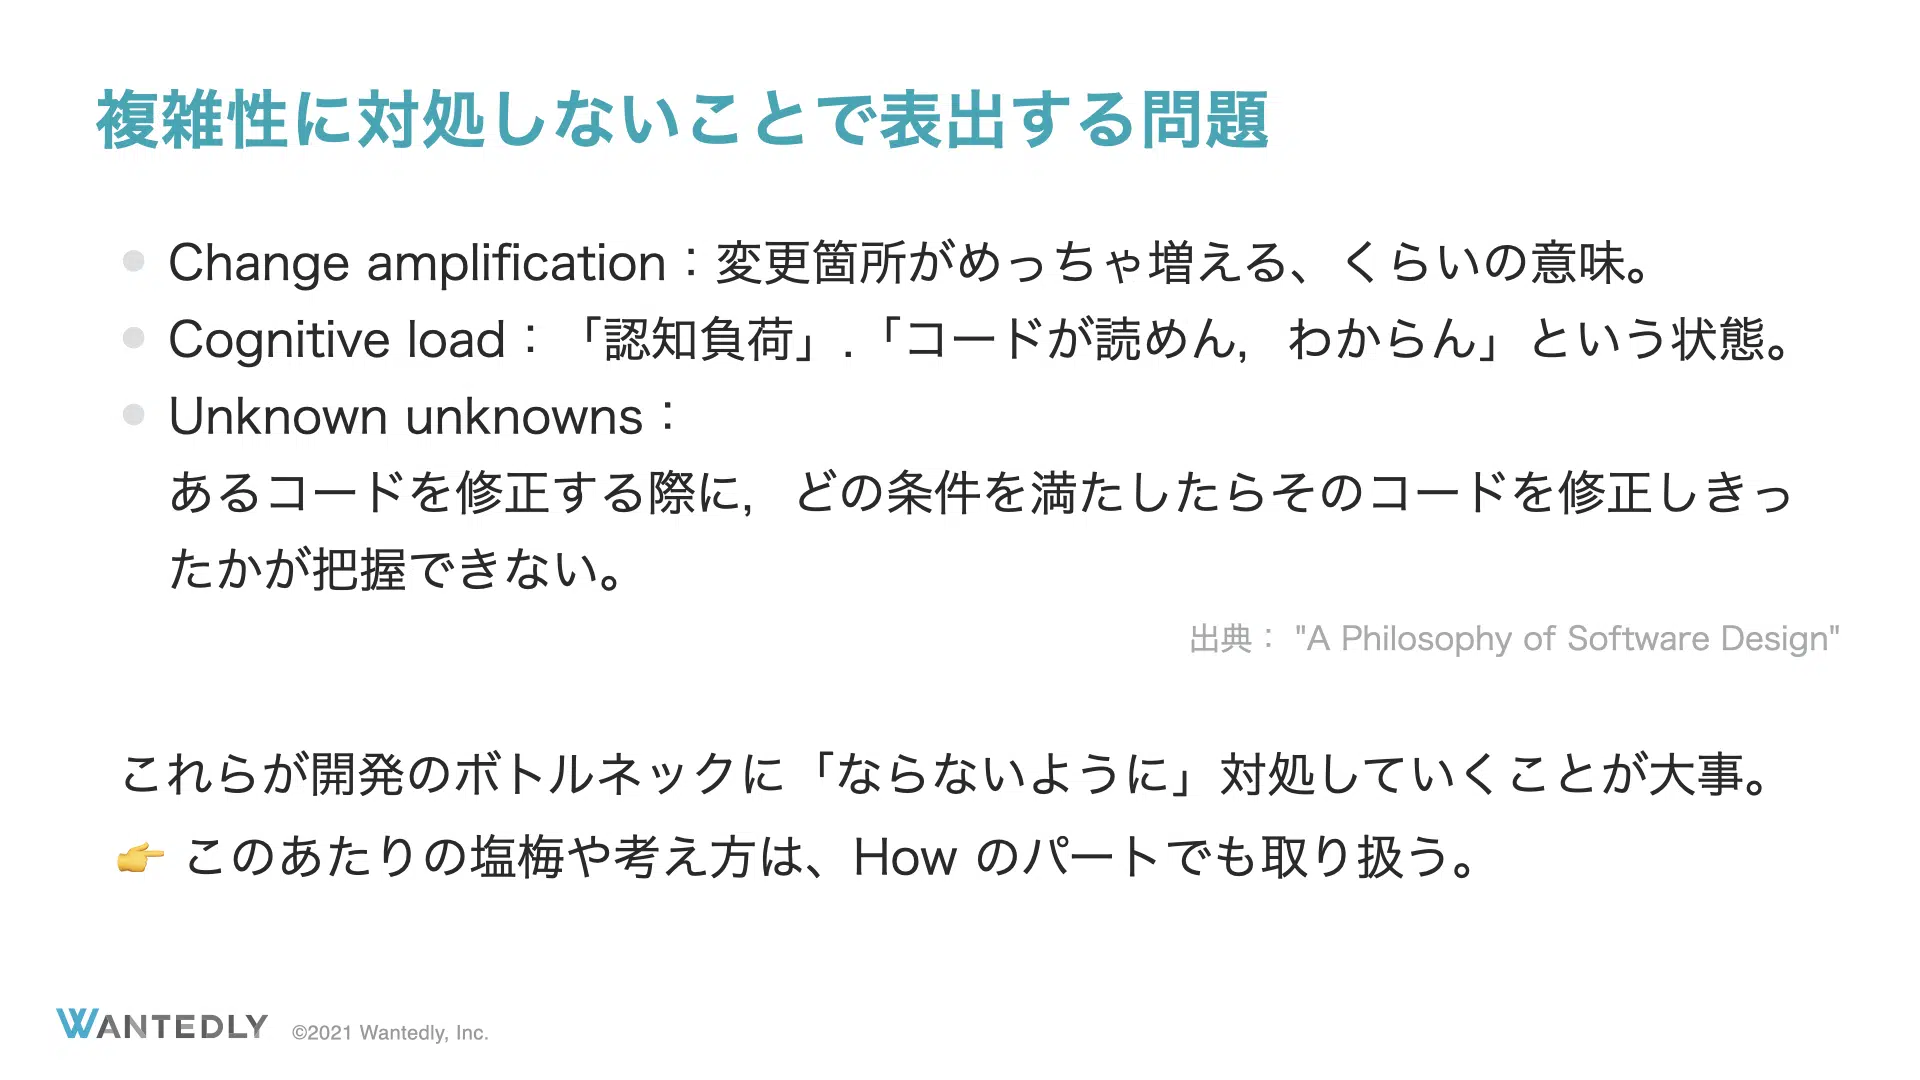 複雑性に対処しないことで表出する問題
Change amplification：変更箇所がめっちゃ増える、くらいの意味。
Cognitive load：「認知負荷」.「コードが読めん，わからん」という状態。
Unknown unknowns：
あるコードを修正する際に，どの条件を満たしたらそのコードを修正しきっ
たかが把握できない。
出典： "A Philosophy of Software Design"
これらが開発のボトルネックに「ならないように」対処していくことが大事。
👉 このあたりの塩梅や考え方は、How のパートでも取り扱う。
WANTEDLY ©2021 Wantedly, Inc.